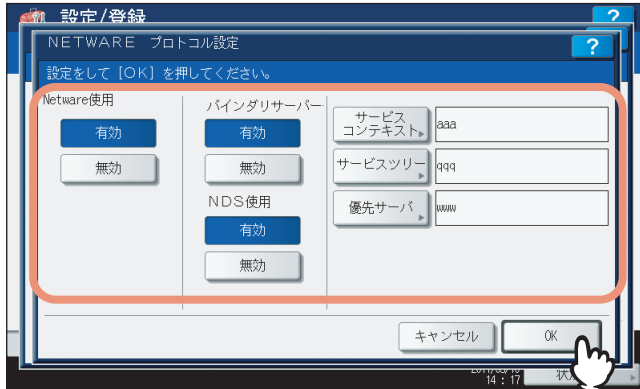 設定/登録
?
NETWARE プロトコル設定
?
設定をして［OK］を押してください。
Netware使用
有効
無効
バインダリサーバー
有効
無効
NDS使用
有効
無効
サービス
コンテキスト
aaa
サービスツリー
qqq
優先サーバ
www
キャンセル
OK
14：17